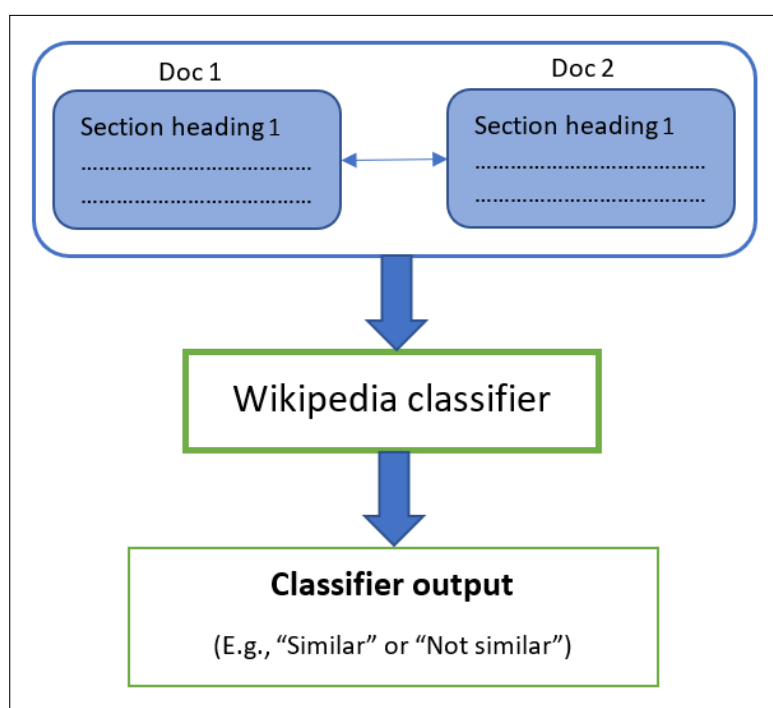 Doc 1
Doc 2
Section heading 1
.......................................
.......................................
Section heading 1
.......................................
.......................................
Wikipedia classifier
Classifier output
(E.g., “Similar” or “Not similar”)